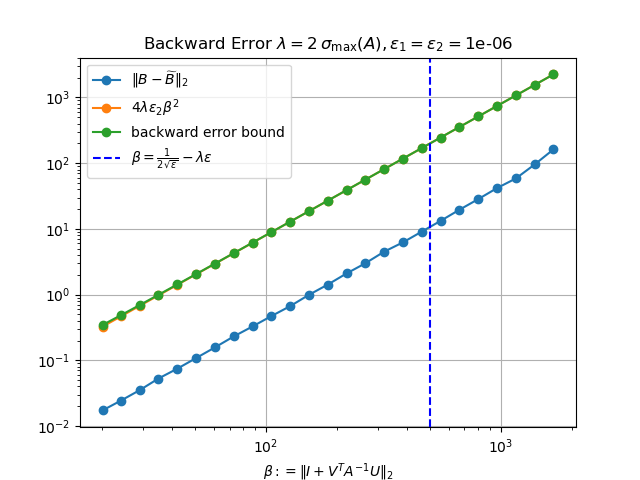 Backward Error λ = 2 σ_max(A), ε₁ = ε₂ = 1e-06
‖B − B̃‖₂
4λε₂β²
backward error bound
β = 1/(2√ε) − λε
10³
10²
10¹
10⁰
10⁻¹
10⁻²
10² 10³
β := ‖I + VᵀA⁻¹U‖₂